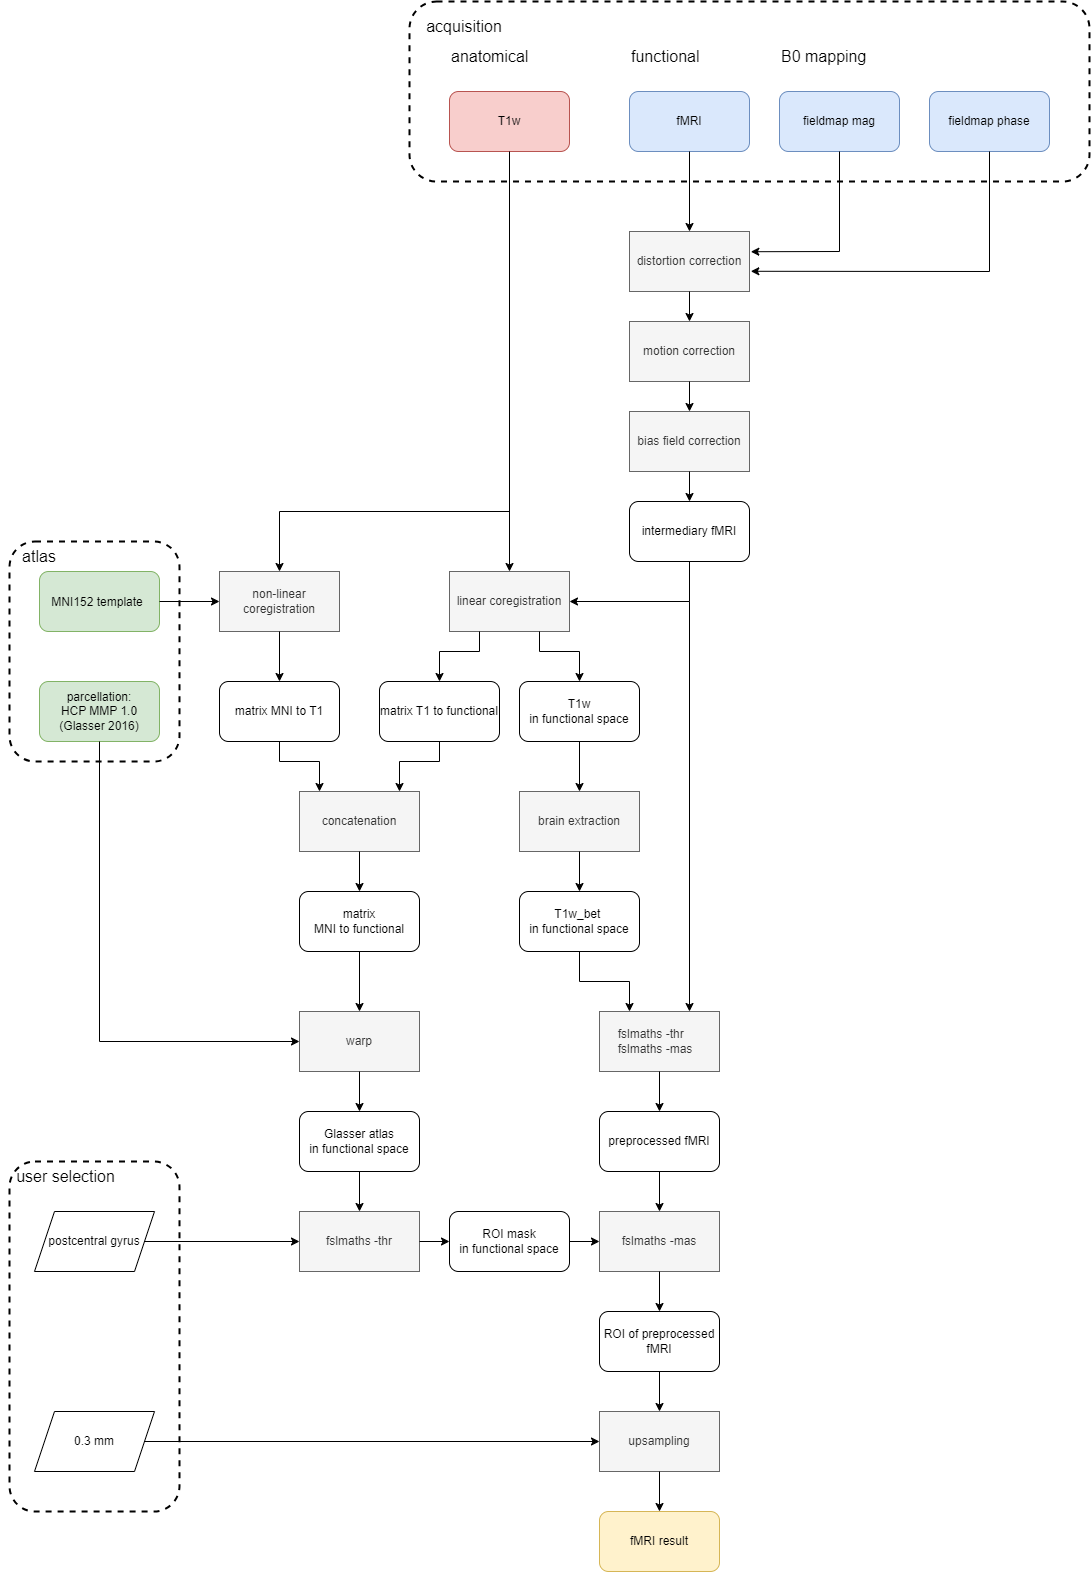 acquisition
anatomical
functional
B0 mapping
T1w
fMRI
fieldmap mag
fieldmap phase
distortion correction
motion correction
bias field correction
intermediary fMRI
atlas
MNI152 template
non-linear
coregistration
linear coregistration
parcellation:
HCP MMP 1.0
(Glasser 2016)
matrix MNI to T1
matrix T1 to functional
T1w
in functional space
concatenation
brain extraction
matrix
MNI to functional
T1w_bet
in functional space
warp
fslmaths -thr
fslmaths -mas
Glasser atlas
in functional space
preprocessed fMRI
user selection
postcentral gyrus
fslmaths -thr
ROI mask
in functional space
fslmaths -mas
ROI of preprocessed
fMRI
0.3 mm
upsampling
fMRI result